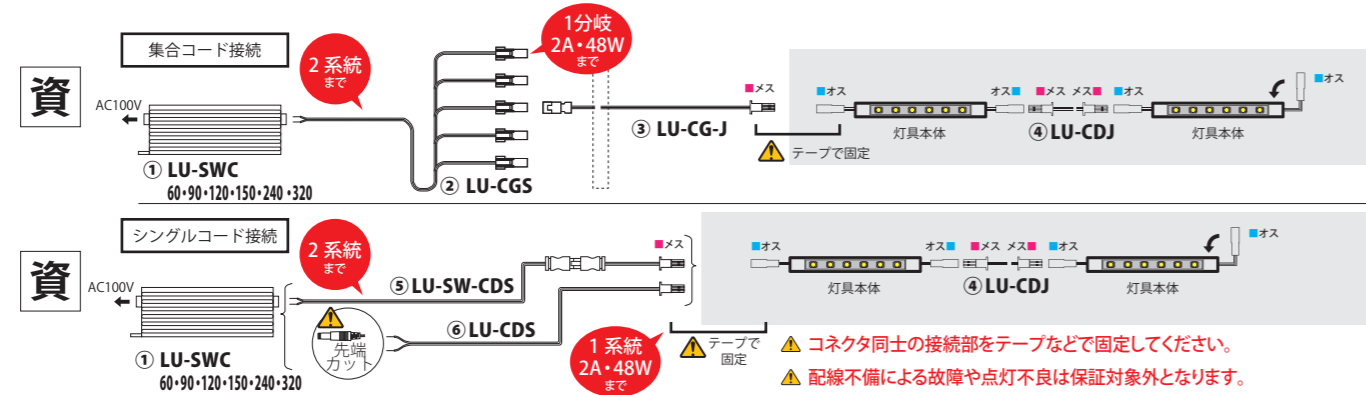 資
集合コード接続
AC100V
2 系統
まで
① LU-SWC
60・90・120・150・240・320
② LU-CGS
1分岐
2A・48W
まで
③ LU-CG-J
■メス
テープで固定
■オス
灯具本体
オス■
■メス メス■
④ LU-CDJ
■オス
灯具本体
■オス
資
シングルコード接続
AC100V
2 系統
まで
① LU-SWC
60・90・120・150・240・320
⑤ LU-SW-CDS
先端
カット
⑥ LU-CDS
■メス
1 系統
2A・48W
まで
テープで
固定
■オス
灯具本体
オス■
■メス メス■
④ LU-CDJ
■オス
灯具本体
■オス
コネクタ同士の接続部をテープなどで固定してください。
配線不備による故障や点灯不良は保証対象外となります。